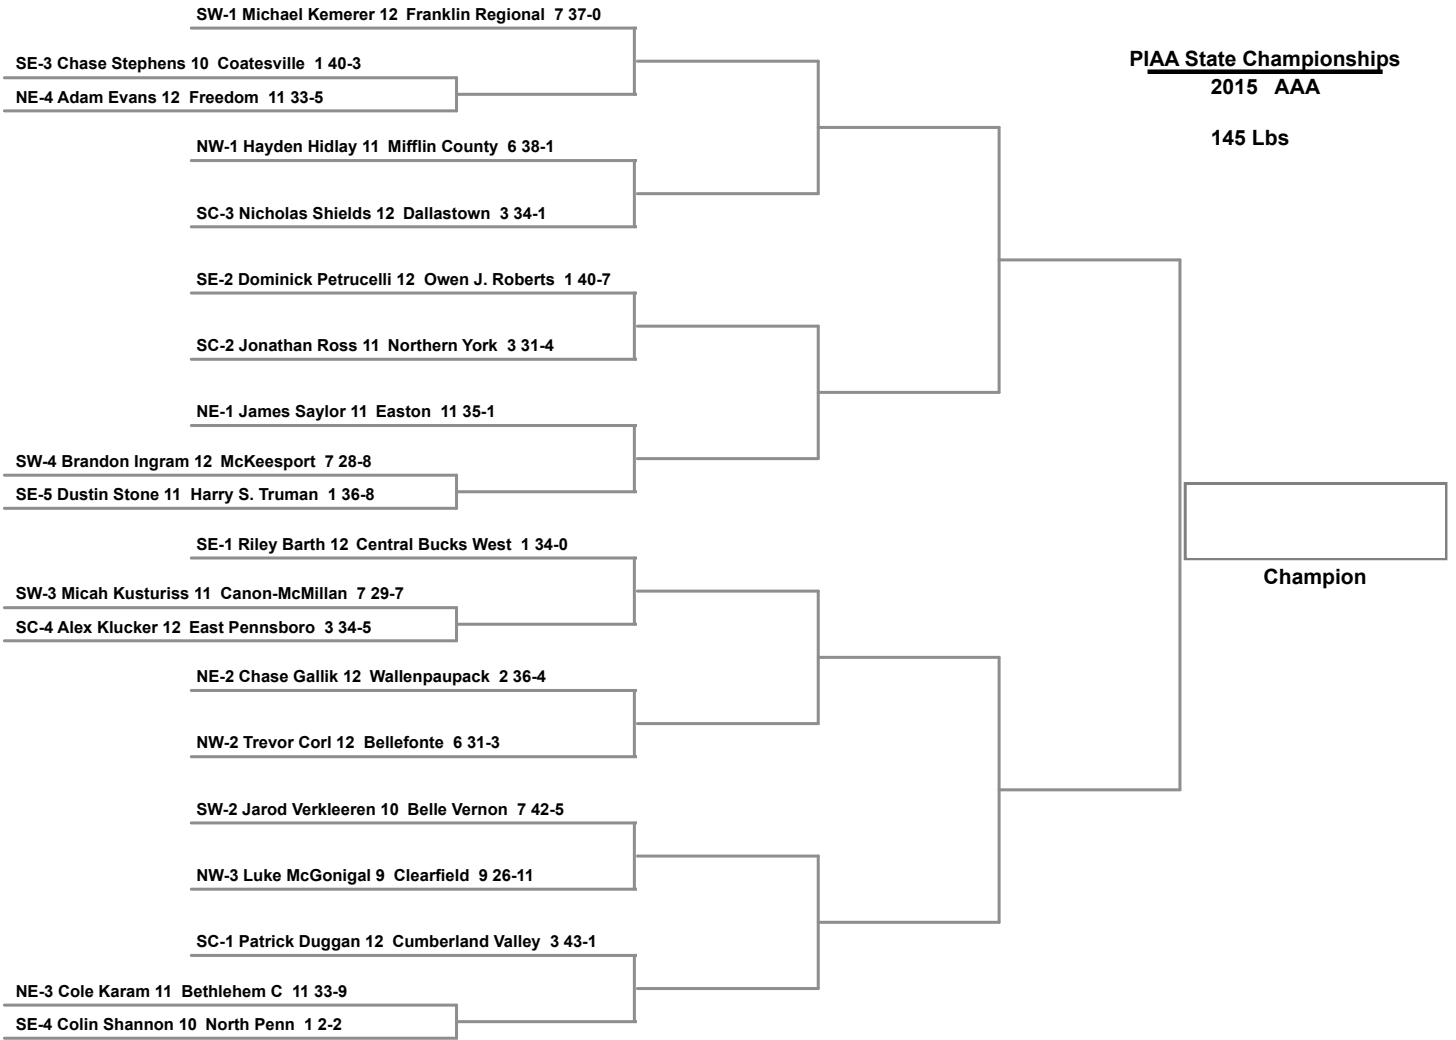 SW-1 Michael Kemerer 12 Franklin Regional 7 37-0
SE-3 Chase Stephens 10 Coatesville 1 40-3
NE-4 Adam Evans 12 Freedom 11 33-5
NW-1 Hayden Hidlay 11 Mifflin County 6 38-1
SC-3 Nicholas Shields 12 Dallastown 3 34-1
SE-2 Dominick Petrucelli 12 Owen J. Roberts 1 40-7
SC-2 Jonathan Ross 11 Northern York 3 31-4
NE-1 James Saylor 11 Easton 11 35-1
SW-4 Brandon Ingram 12 McKeesport 7 28-8
SE-5 Dustin Stone 11 Harry S. Truman 1 36-8
SE-1 Riley Barth 12 Central Bucks West 1 34-0
SW-3 Micah Kusturiss 11 Canon-McMillan 7 29-7
SC-4 Alex Klucker 12 East Pennsboro 3 34-5
NE-2 Chase Gallik 12 Wallenpaupack 2 36-4
NW-2 Trevor Corl 12 Bellefonte 6 31-3
SW-2 Jarod Verkleeren 10 Belle Vernon 7 42-5
NW-3 Luke McGonigal 9 Clearfield 9 26-11
SC-1 Patrick Duggan 12 Cumberland Valley 3 43-1
NE-3 Cole Karam 11 Bethlehem C 11 33-9
SE-4 Colin Shannon 10 North Penn 1 2-2
PIAA State Championships
2015 AAA
145 Lbs
Champion